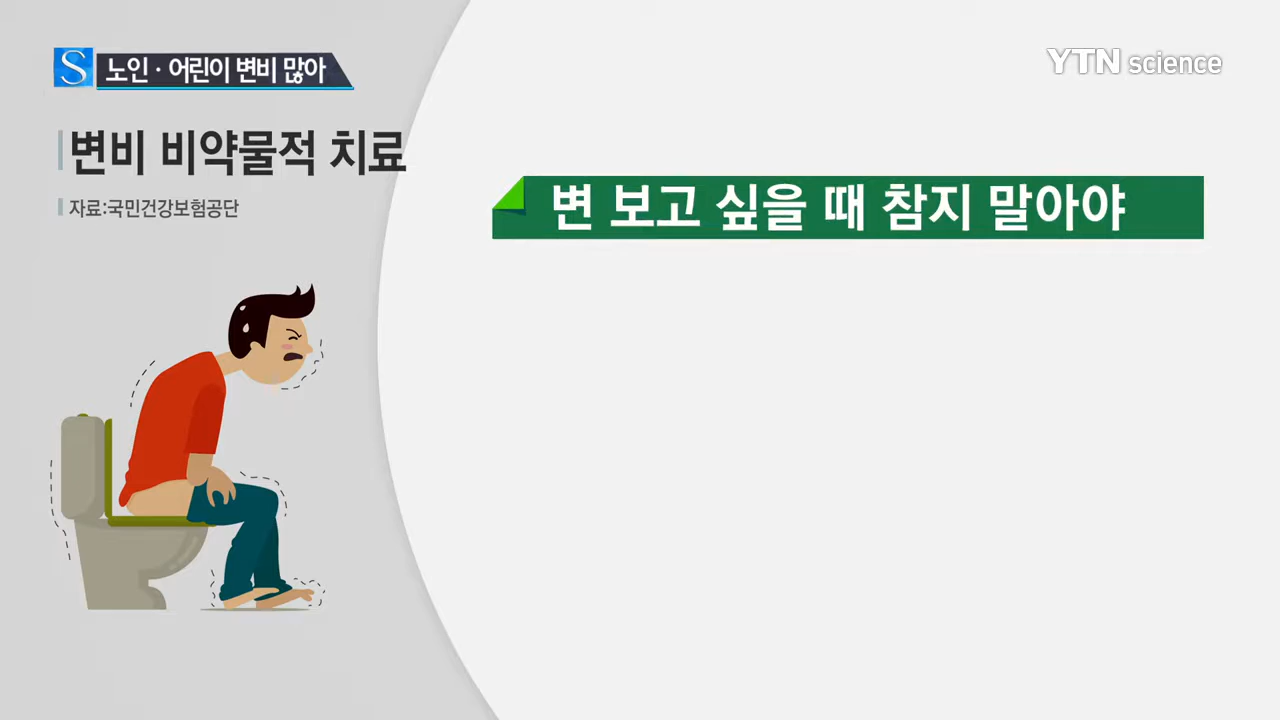 S 노인·어린이 변비 많아
YTN science
변비 비약물적 치료
자료:국민건강보험공단
변 보고 싶을 때 참지 말아야